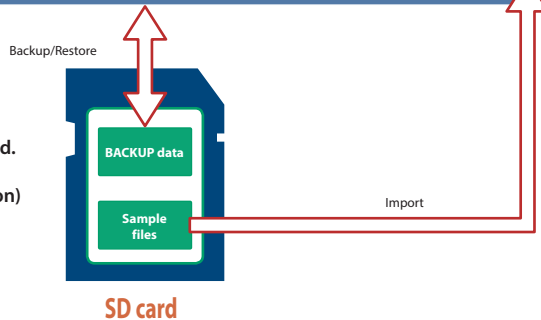 Backup/Restore
d.
on)
BACKUP data
Sample
files
Import
SD card